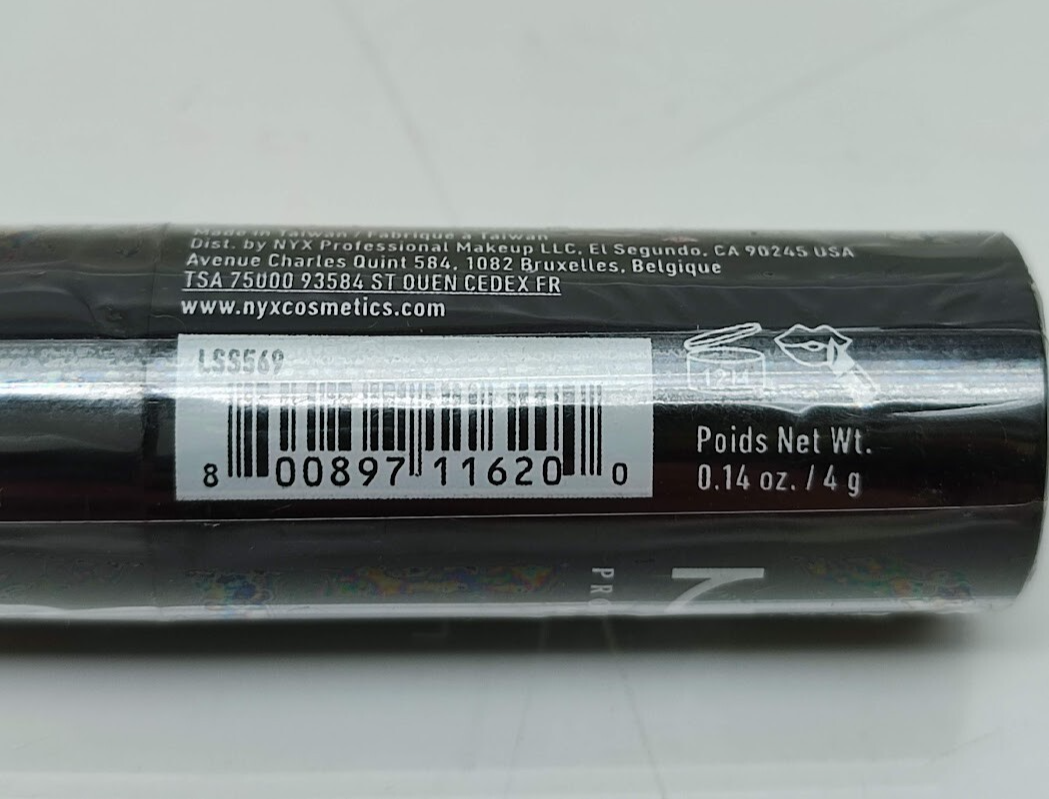 Made in Taiwan / Fabriqué à Taiwan
Dist. by NYX Professional Makeup LLC, El Segundo, CA 90245 USA
Avenue Charles Quint 584, 1082 Bruxelles, Belgique
TSA 75000 93584 ST OUEN CEDEX FR
www.nyxcosmetics.com
LSS569
8 00897 11620 0
12M
Poids Net Wt.
0.14 oz. / 4 g